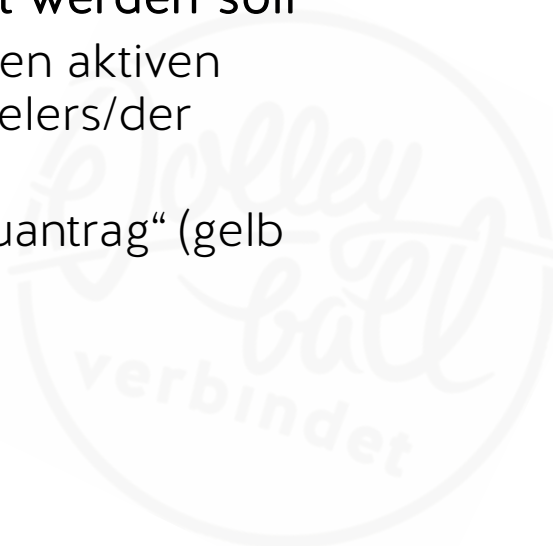 t werden soll
en aktiven
elers/der
uantrag“ (gelb
Volley
ball
verbindet